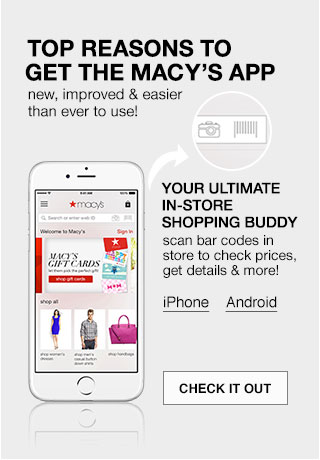 TOP REASONS TO
GET THE MACY'S APP
new, improved & easier
than ever to use!
macy's
Search or enter web ID
Welcome to Macy's
Sign In
MACY'S
GIFT CARDS
let them pick the perfect gift!
shop gift cards
shop all
shop women's
dresses
shop men's
casual button
down shirts
shop handbags
YOUR ULTIMATE
IN-STORE
SHOPPING BUDDY
scan bar codes in
store to check prices,
get details & more!
iPhone
Android
CHECK IT OUT